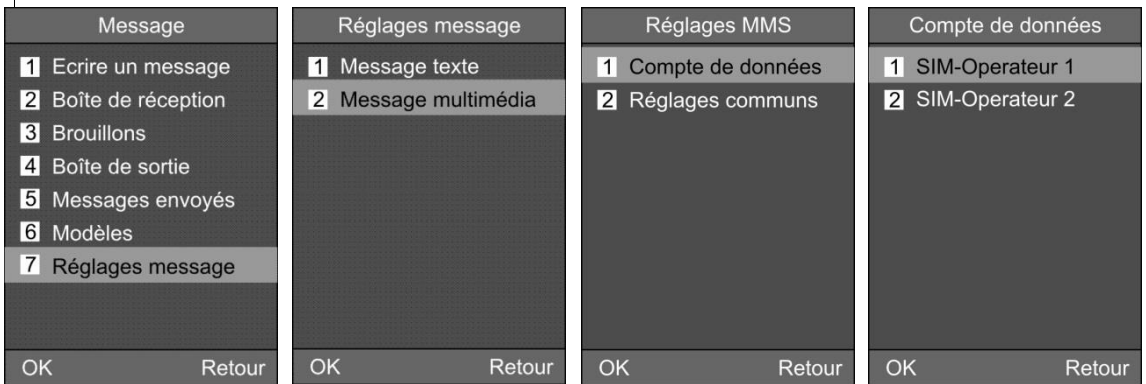 Message
1 Ecrire un message
2 Boîte de réception
3 Brouillons
4 Boîte de sortie
5 Messages envoyés
6 Modèles
7 Réglages message
OK Retour
Réglages message
1 Message texte
2 Message multimédia
OK Retour
Réglages MMS
1 Compte de données
2 Réglages communs
OK Retour
Compte de données
1 SIM-Operateur 1
2 SIM-Operateur 2
OK Retour